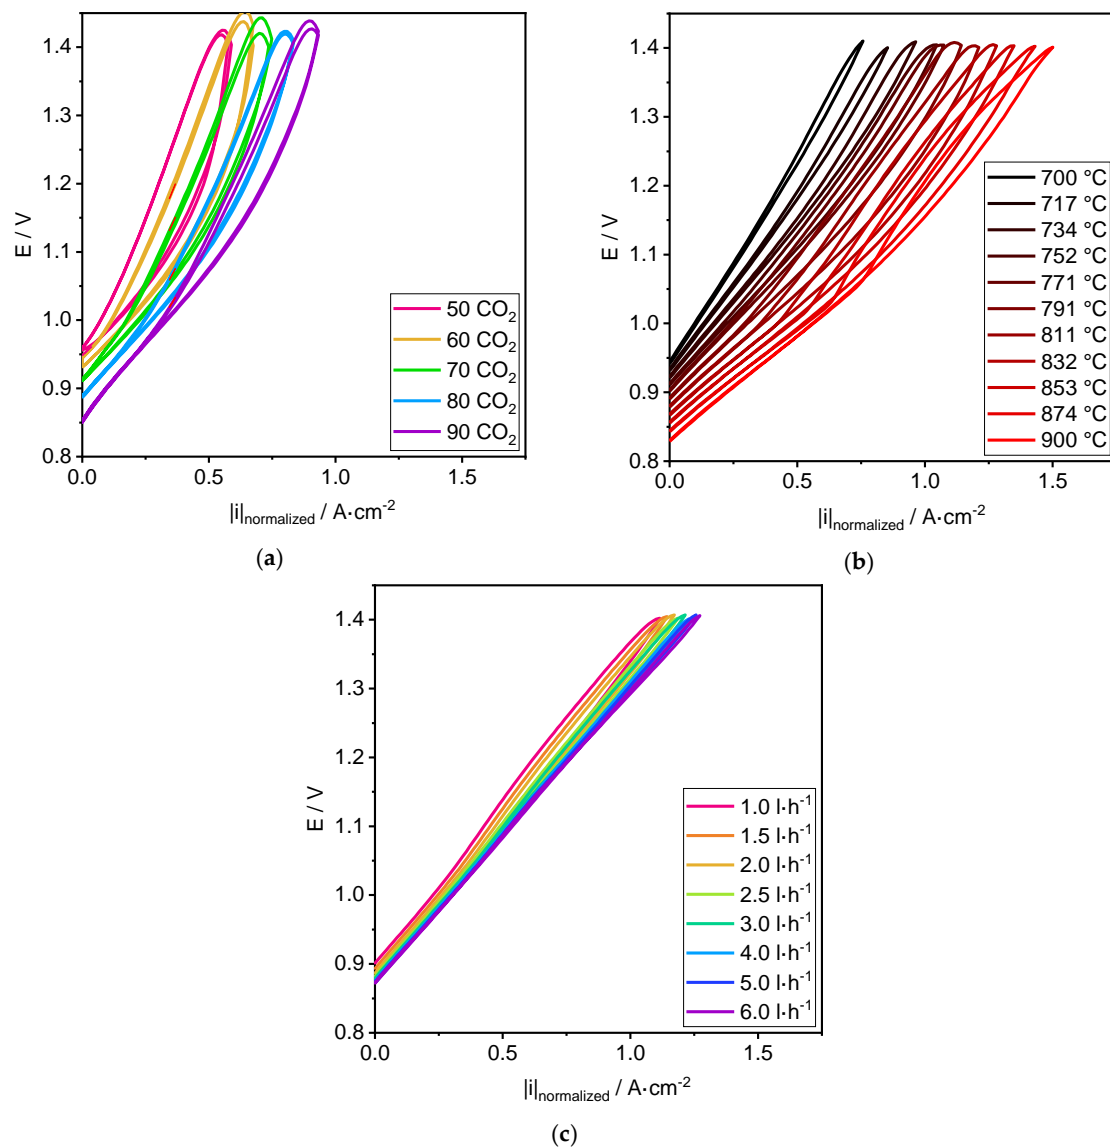 1.4
1.3
1.2
1.1
1.0
0.9
0.8
E / V
0.0 0.5 1.0 1.5
|i|normalized / A·cm-2
50 CO2
60 CO2
70 CO2
80 CO2
90 CO2
(a)
1.4
1.3
1.2
1.1
1.0
0.9
0.8
E / V
0.0 0.5 1.0 1.5
|i|normalized / A·cm-2
700 °C
717 °C
734 °C
752 °C
771 °C
791 °C
811 °C
832 °C
853 °C
874 °C
900 °C
(b)
1.4
1.3
1.2
1.1
1.0
0.9
0.8
E / V
0.0 0.5 1.0 1.5
|i|normalized / A·cm-2
1.0 l·h-1
1.5 l·h-1
2.0 l·h-1
2.5 l·h-1
3.0 l·h-1
4.0 l·h-1
5.0 l·h-1
6.0 l·h-1
(c)